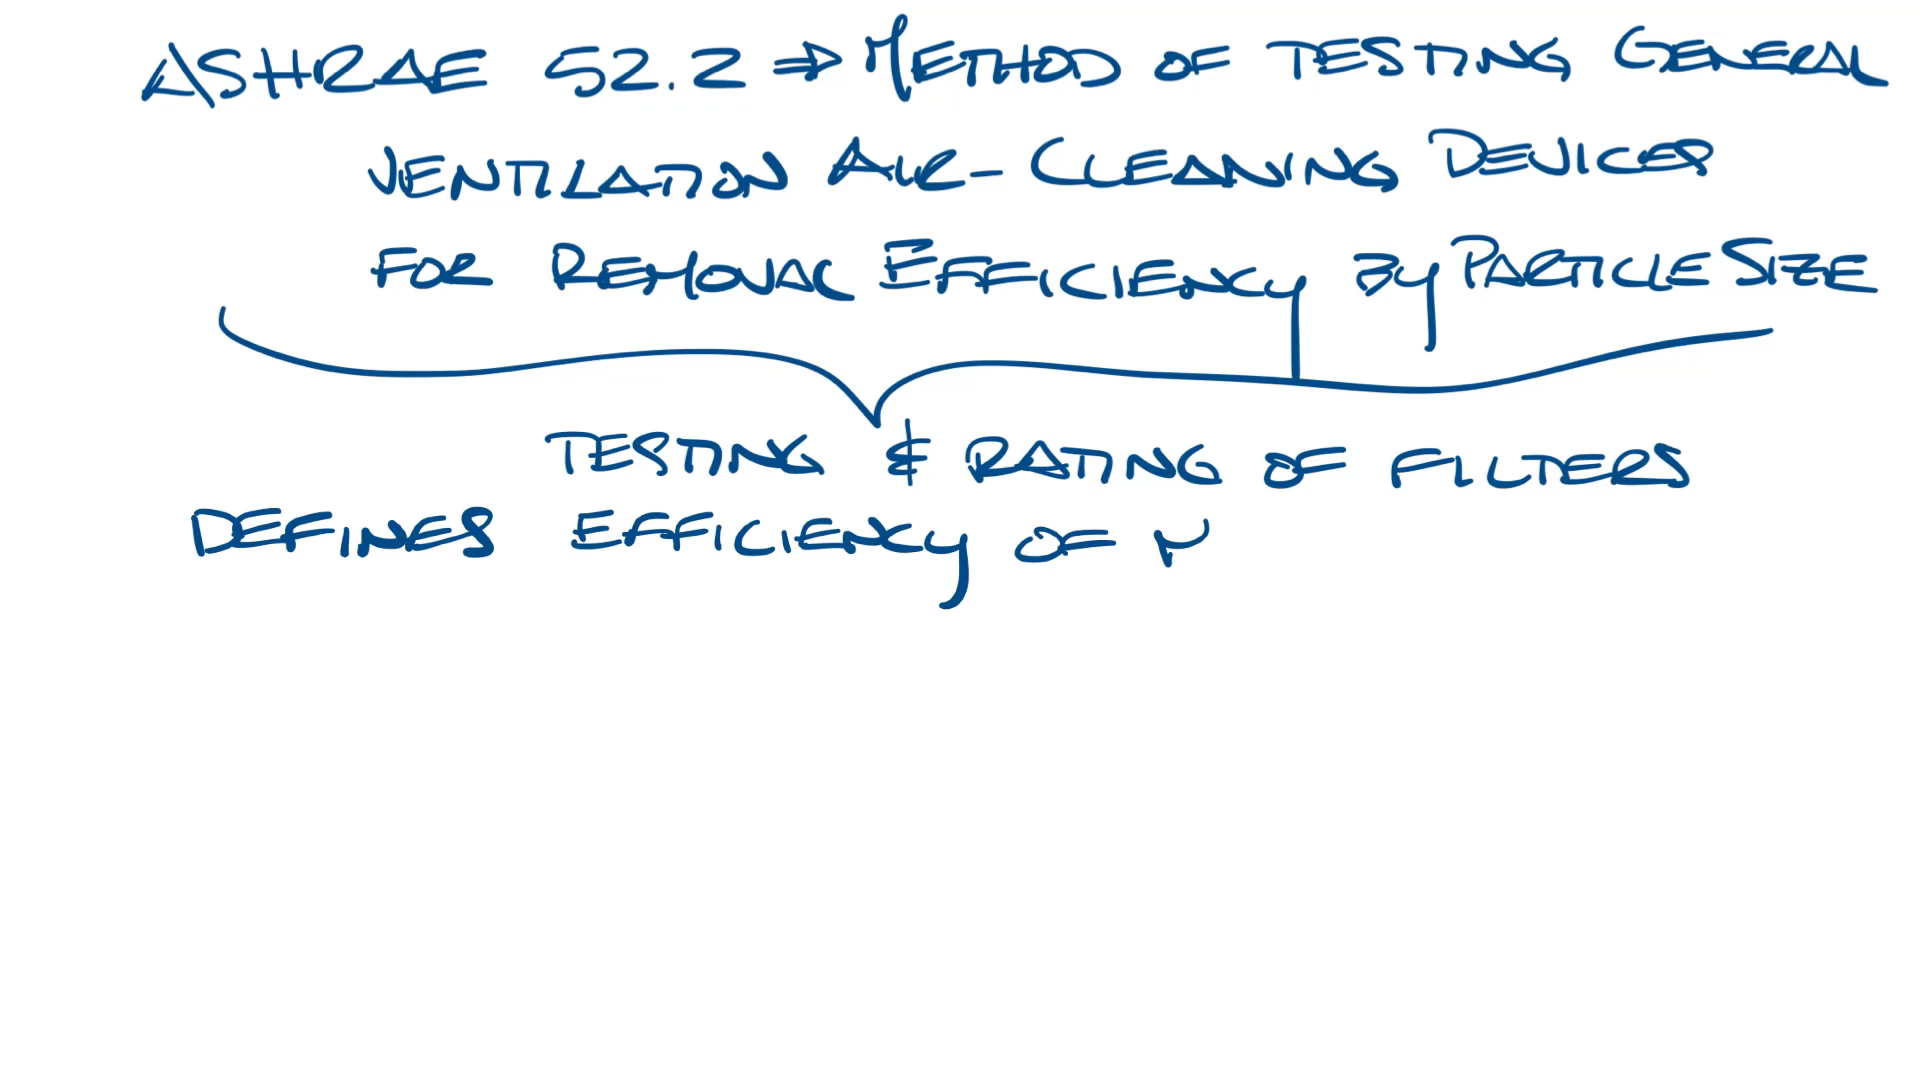 ASHRAE 52.2 ⇒ METHOD OF TESTING GENERAL
VENTILATION AIR-CLEANING DEVICES
FOR REMOVAL EFFICIENCY BY PARTICLE SIZE
TESTING & RATING OF FILTERS
DEFINES EFFICIENCY OF